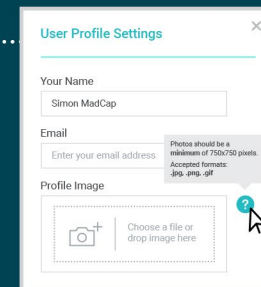 User Profile Settings
Your Name
Simon MadCap
Email
Enter your email address
Photos should be a
minimum of 750x750 pixels.
Accepted formats:
.jpg, .png, .gif
Profile Image
?
Choose a file or
drop image here